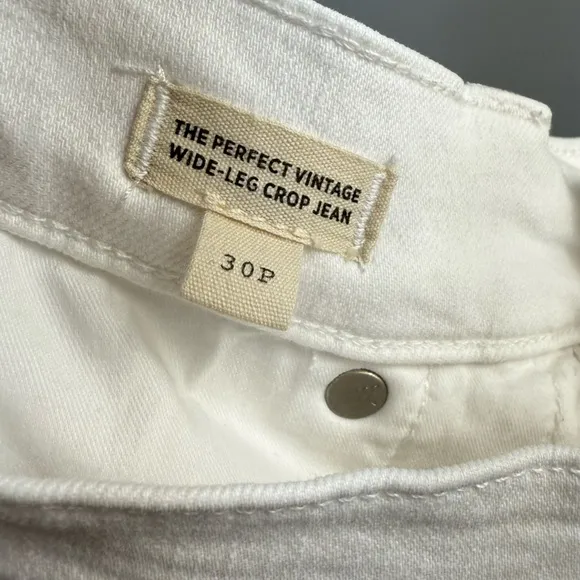 THE PERFECT VINTAGE
WIDE-LEG CROP JEAN
30P